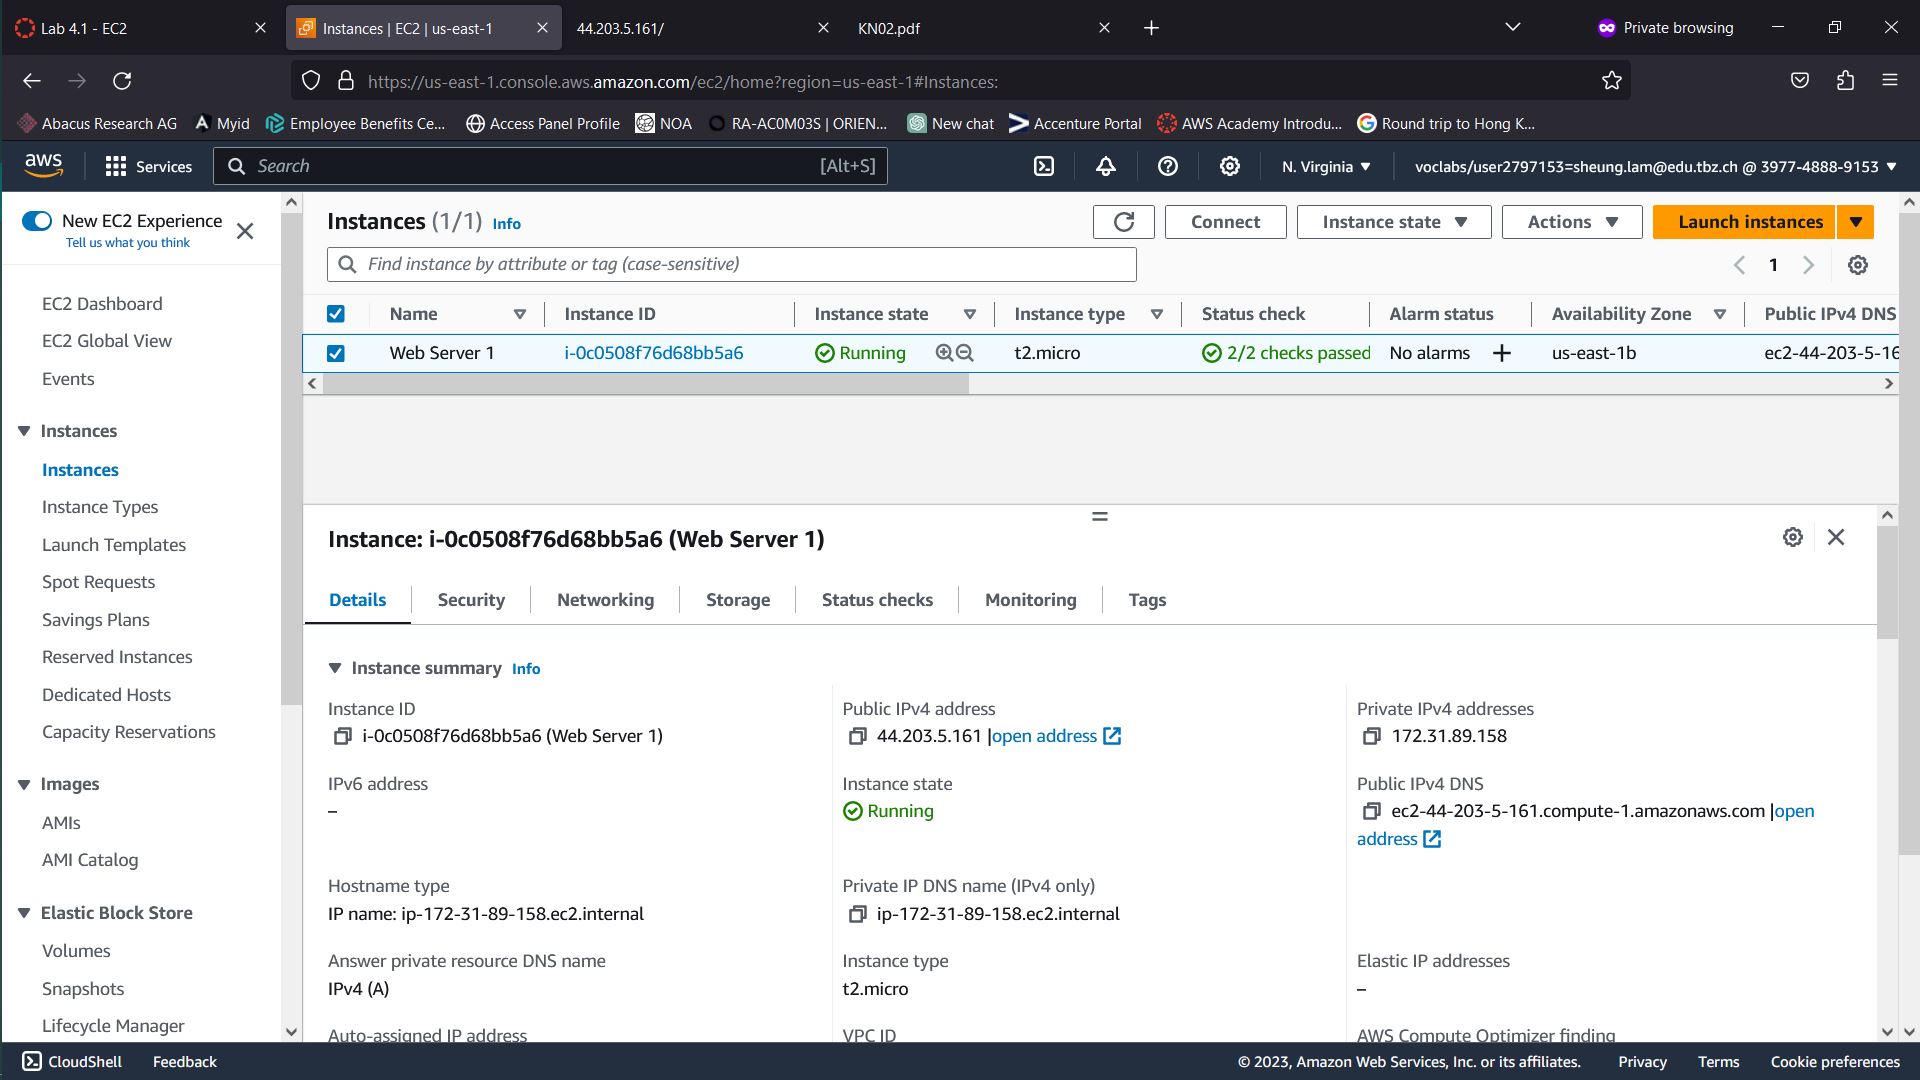 Lab 4.1 - EC2
Instances | EC2 | us-east-1
44.203.5.161/
KN02.pdf
Private browsing
https://us-east-1.console.aws.amazon.com/ec2/home?region=us-east-1#Instances:
Abacus Research AG
Myid
Employee Benefits Ce...
Access Panel Profile
NOA
RA-AC0M03S | ORIEN...
New chat
Accenture Portal
AWS Academy Introdu...
Round trip to Hong K...
aws
Services
Search
[Alt+S]
N. Virginia
voclabs/user2797153=sheung.lam@edu.tbz.ch @ 3977-4888-9153
New EC2 Experience
Tell us what you think
EC2 Dashboard
EC2 Global View
Events
Instances
Instances
Instance Types
Launch Templates
Spot Requests
Savings Plans
Reserved Instances
Dedicated Hosts
Capacity Reservations
Images
AMIs
AMI Catalog
Elastic Block Store
Volumes
Snapshots
Lifecycle Manager
Instances (1/1) Info
Connect
Instance state
Actions
Launch instances
Find instance by attribute or tag (case-sensitive)
1
Name Instance ID Instance state Instance type Status check Alarm status Availability Zone Public IPv4 DNS
Web Server 1 i-0c0508f76d68bb5a6 Running t2.micro 2/2 checks passed No alarms us-east-1b ec2-44-203-5-16
Instance: i-0c0508f76d68bb5a6 (Web Server 1)
Details Security Networking Storage Status checks Monitoring Tags
Instance summary Info
Instance ID
i-0c0508f76d68bb5a6 (Web Server 1)
Public IPv4 address
44.203.5.161 |open address
Private IPv4 addresses
172.31.89.158
IPv6 address
–
Instance state
Running
Public IPv4 DNS
ec2-44-203-5-161.compute-1.amazonaws.com |open
address
Hostname type
IP name: ip-172-31-89-158.ec2.internal
Private IP DNS name (IPv4 only)
ip-172-31-89-158.ec2.internal
Answer private resource DNS name
IPv4 (A)
Instance type
t2.micro
Elastic IP addresses
–
Auto-assigned IP address
VPC ID
AWS Compute Optimizer finding
CloudShell
Feedback
© 2023, Amazon Web Services, Inc. or its affiliates.
Privacy
Terms
Cookie preferences